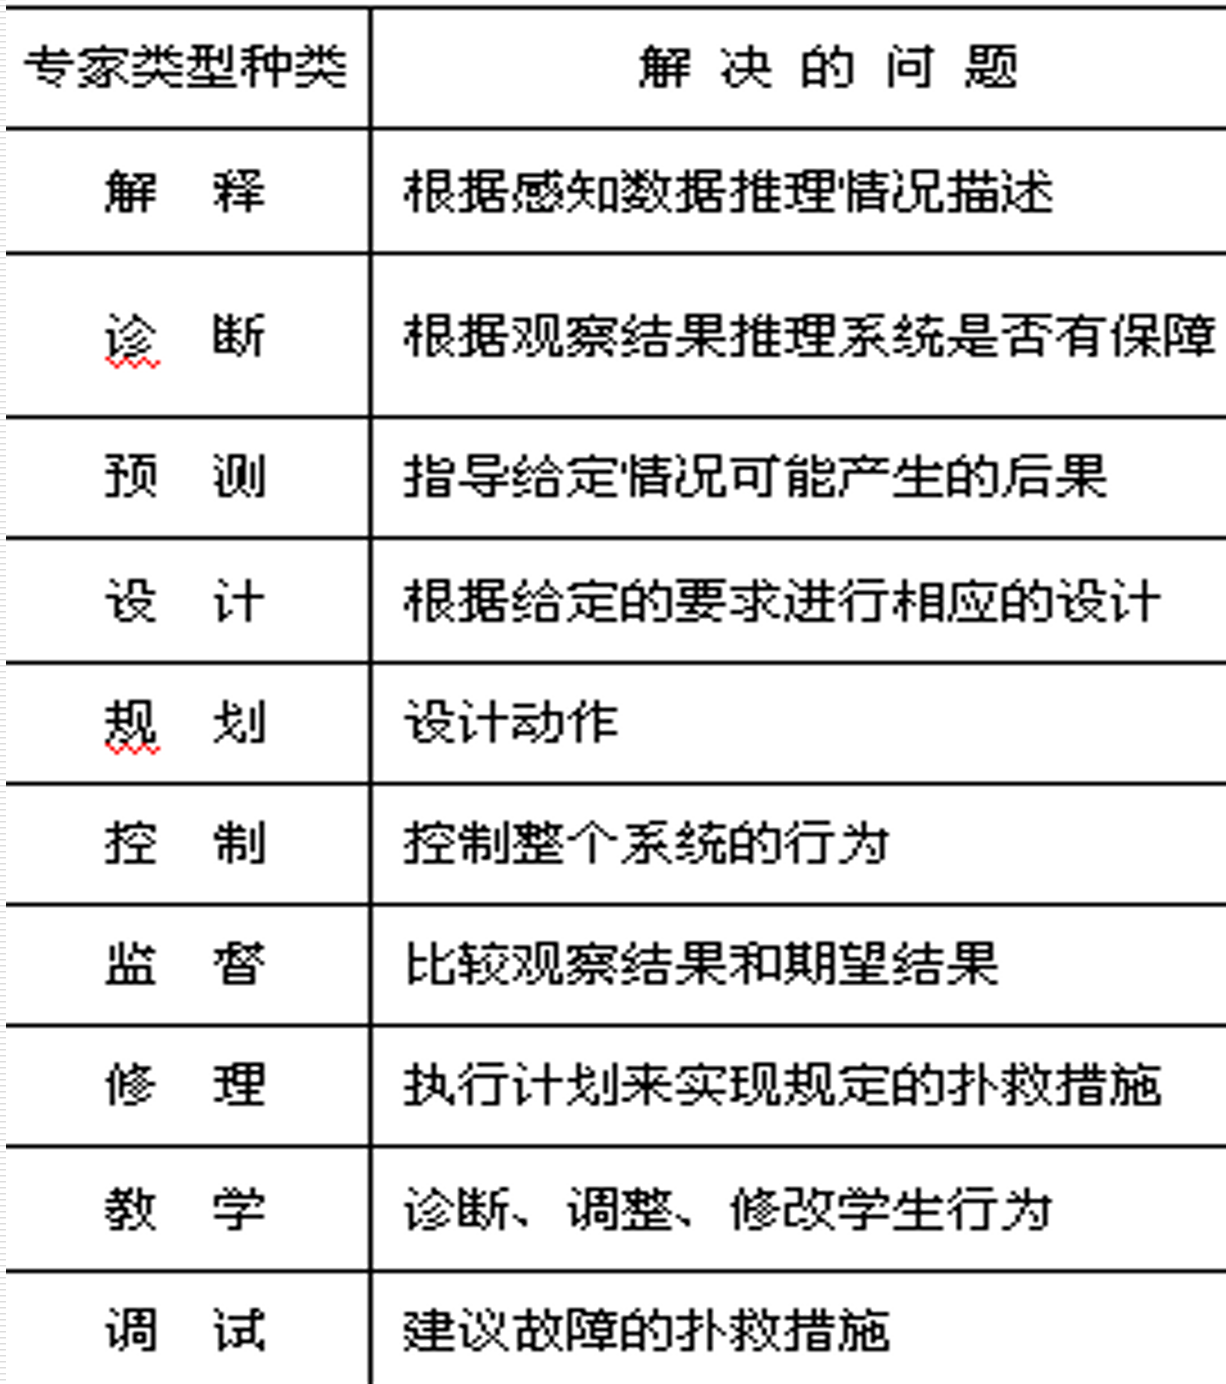 专家类型种类 解决的问题
解释 根据感知数据推理情况描述
诊断 根据观察结果推理系统是否有保障
预测 指导给定情况可能产生的后果
设计 根据给定的要求进行相应的设计
规划 设计动作
控制 控制整个系统的行为
监督 比较观察结果和期望结果
修理 执行计划来实现规定的扑救措施
教学 诊断、调整、修改学生行为
调试 建议故障的扑救措施